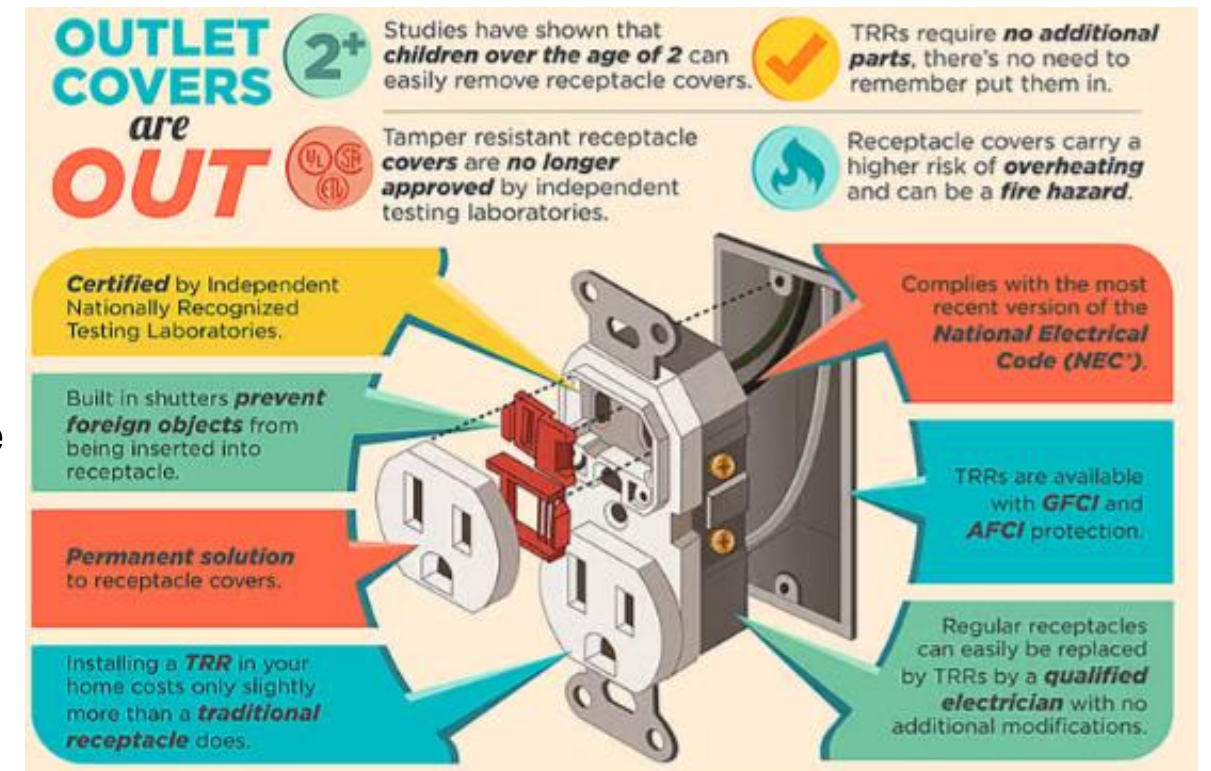 OUTLET
COVERS
are
OUT
2+
Studies have shown that
children over the age of 2 can
easily remove receptacle covers.
TRRs require no additional
parts, there's no need to
remember put them in.
UL SA
ETL
Tamper resistant receptacle
covers are no longer
approved by independent
testing laboratories.
Receptacle covers carry a
higher risk of overheating
and can be a fire hazard.
Certified by Independent
Nationally Recognized
Testing Laboratories.
Built in shutters prevent
foreign objects from
being inserted into
receptacle.
Permanent solution
to receptacle covers.
Installing a TRR in your
home costs only slightly
more than a traditional
receptacle does.
Complies with the most
recent version of the
National Electrical
Code (NEC®).
TRRs are available
with GFCI and
AFCI protection.
Regular receptacles
can easily be replaced
by TRRs by a qualified
electrician with no
additional modifications.
e